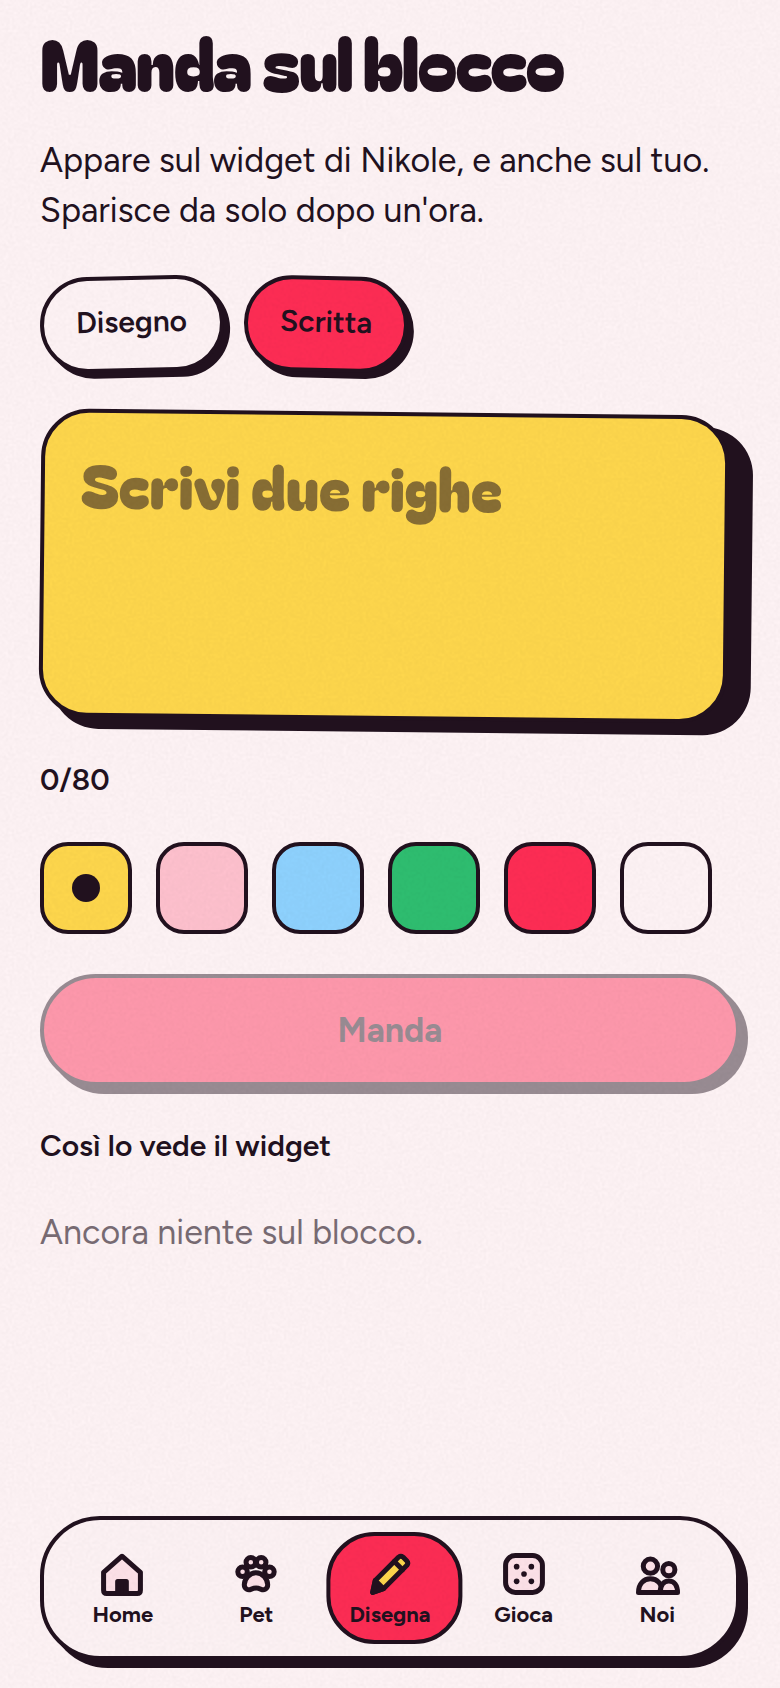 Manda sul blocco
Appare sul widget di Nikole, e anche sul tuo.
Sparisce da solo dopo un'ora.
Disegno
Scritta
Scrivi due righe
0/80
Manda
Così lo vede il widget
Ancora niente sul blocco.
Home
Pet
Disegna
Gioca
Noi